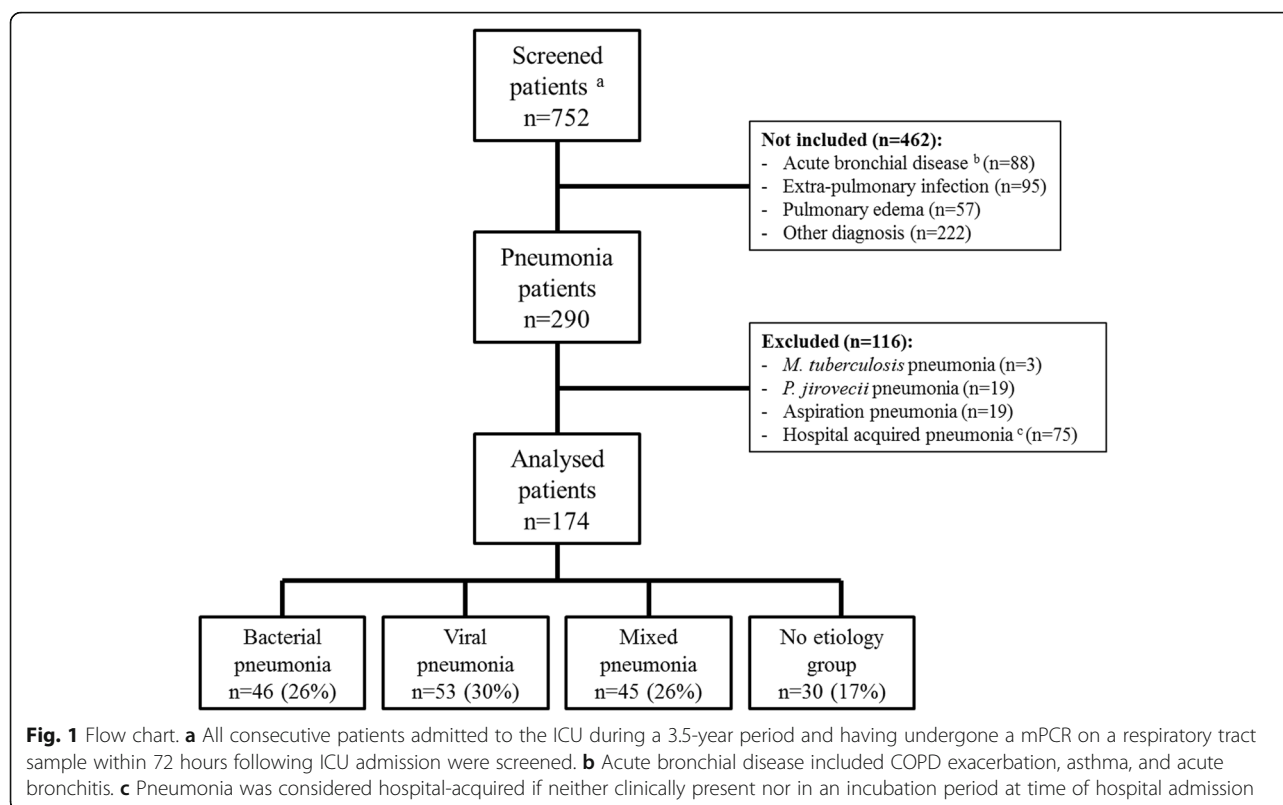 Screened
patients a
n=752
Not included (n=462):
- Acute bronchial disease b (n=88)
- Extra-pulmonary infection (n=95)
- Pulmonary edema (n=57)
- Other diagnosis (n=222)
Pneumonia
patients
n=290
Excluded (n=116):
- M. tuberculosis pneumonia (n=3)
- P. jirovecii pneumonia (n=19)
- Aspiration pneumonia (n=19)
- Hospital acquired pneumonia c (n=75)
Analysed
patients
n=174
Bacterial
pneumonia
n=46 (26%)
Viral
pneumonia
n=53 (30%)
Mixed
pneumonia
n=45 (26%)
No etiology
group
n=30 (17%)
Fig. 1 Flow chart. a All consecutive patients admitted to the ICU during a 3.5-year period and having undergone a mPCR on a respiratory tract
sample within 72 hours following ICU admission were screened. b Acute bronchial disease included COPD exacerbation, asthma, and acute
bronchitis. c Pneumonia was considered hospital-acquired if neither clinically present nor in an incubation period at time of hospital admission